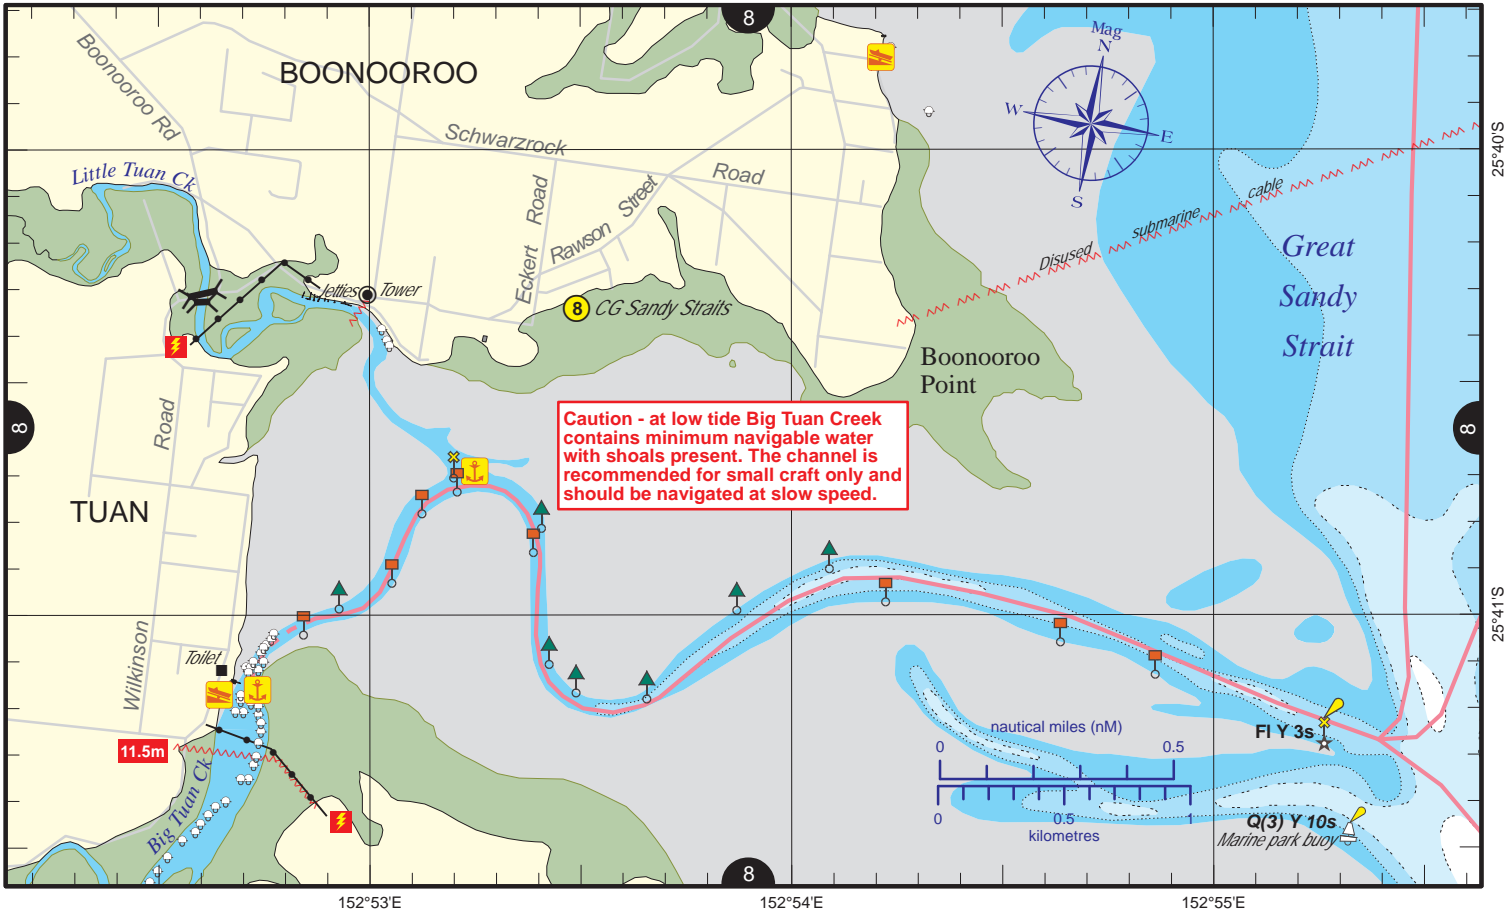 8
Mag
N
BOONOOROO
Boonooroo Rd
W
E
Schwarzrock
Road
25°40'S
Little Tuan Ck
Eckert Road
Rawson Street
S
Disused submarine cable
Great
Sandy
Strait
Jetties
Tower
8
CG Sandy Straits
Boonooroo
Point
Road
8
8
Caution - at low tide Big Tuan Creek
contains minimum navigable water
with shoals present. The channel is
recommended for small craft only and
should be navigated at slow speed.
TUAN
25°41'S
Wilkinson
Toilet
nautical miles (nM)
0
0.5
Fl Y 3s
11.5m
Big Tuan Ck
0
0.5
1
kilometres
Q(3) Y 10s
Marine park buoy
8
152°53'E
152°54'E
152°55'E